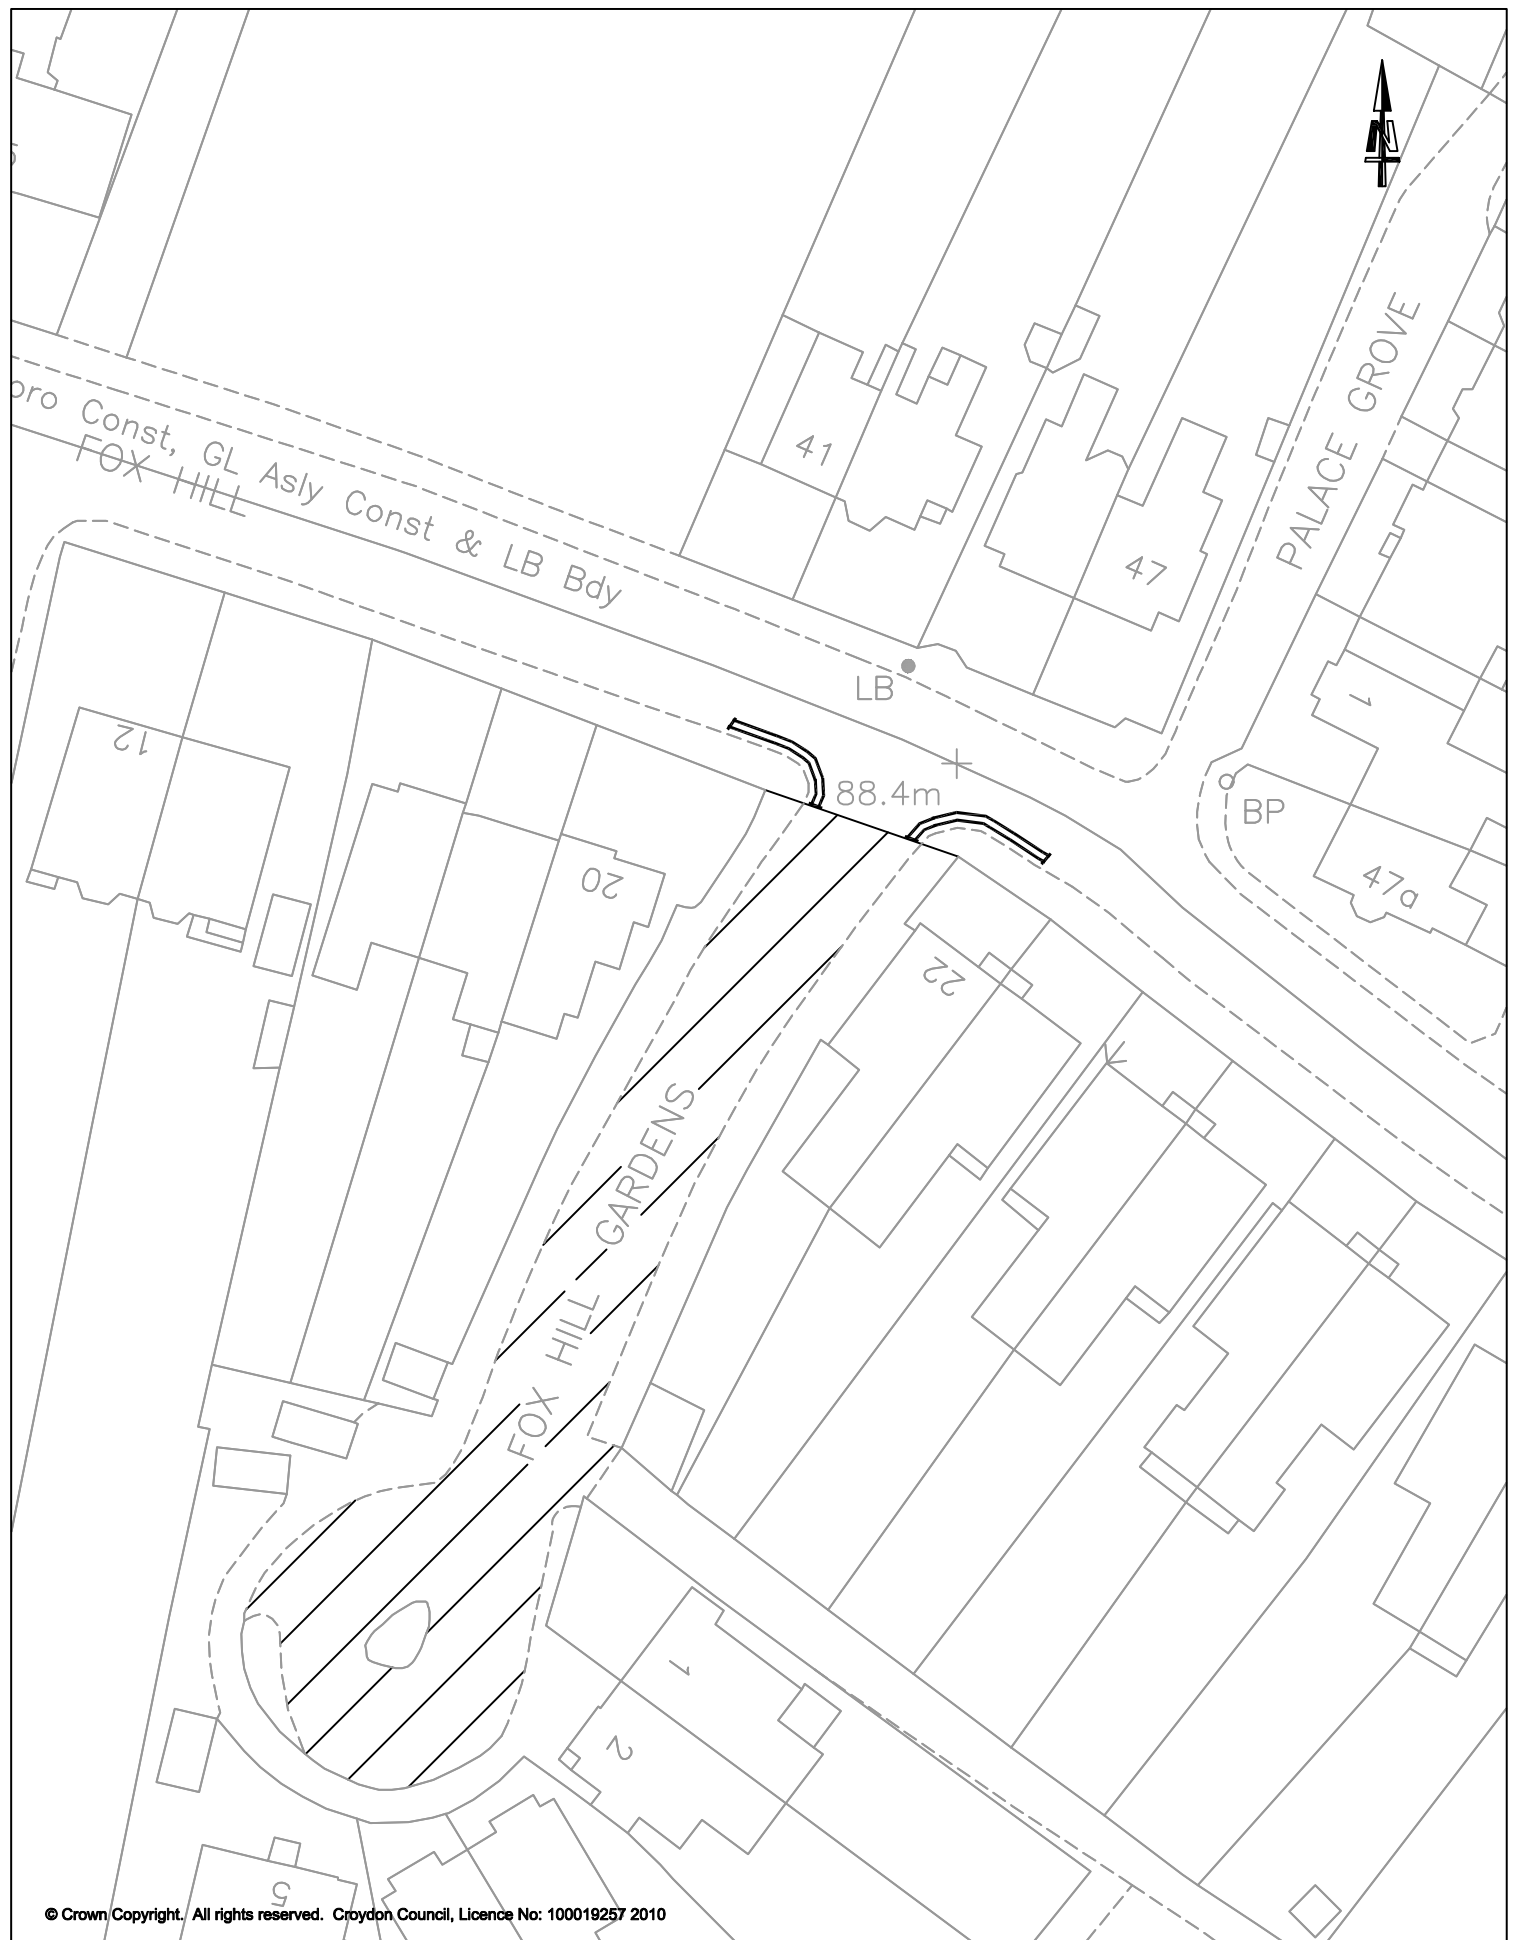 N
PALACE GROVE
oro Const, GL Asly Const & LB Bdy
FOX HILL
41
47
LB
1
12
88.4m
BP
20
47a
22
FOX HILL GARDENS
1
2
5
© Crown Copyright. All rights reserved. Croydon Council, Licence No: 100019257 2010